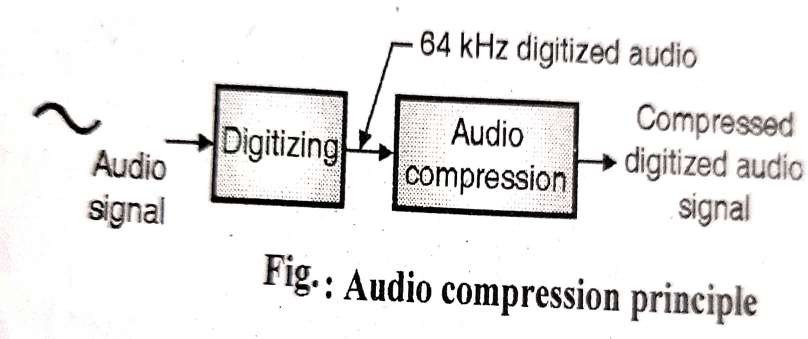 64 kHz digitized audio
Audio
signal
Digitizing
Audio
compression
Compressed
digitized audio
signal
Fig.: Audio compression principle